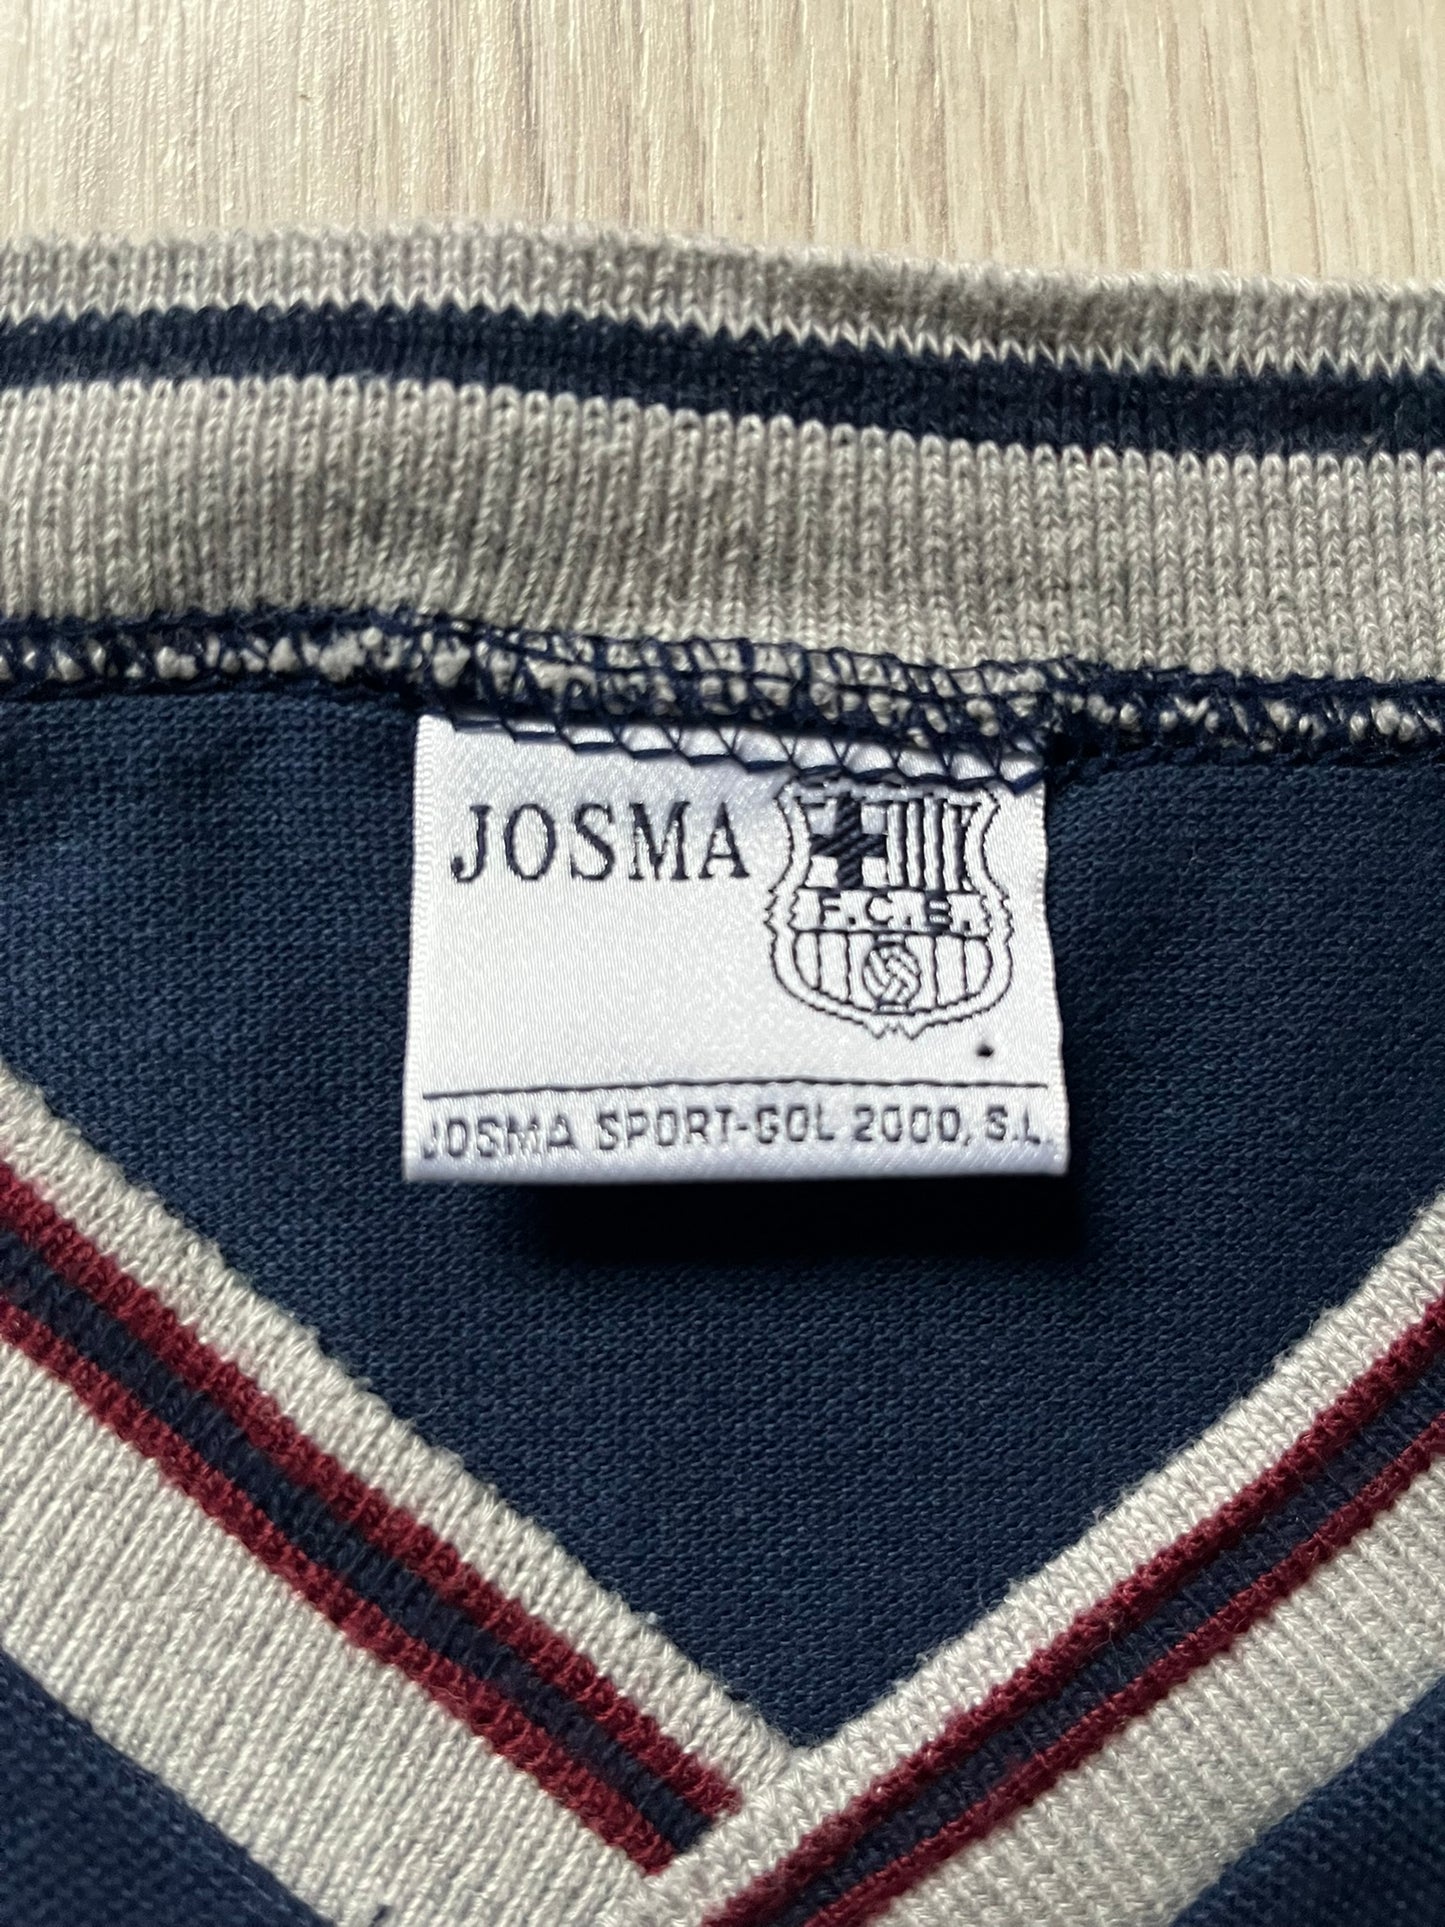 JOSMA
F.C.B.
JOSMA SPORT-GOL 2000, S.L.